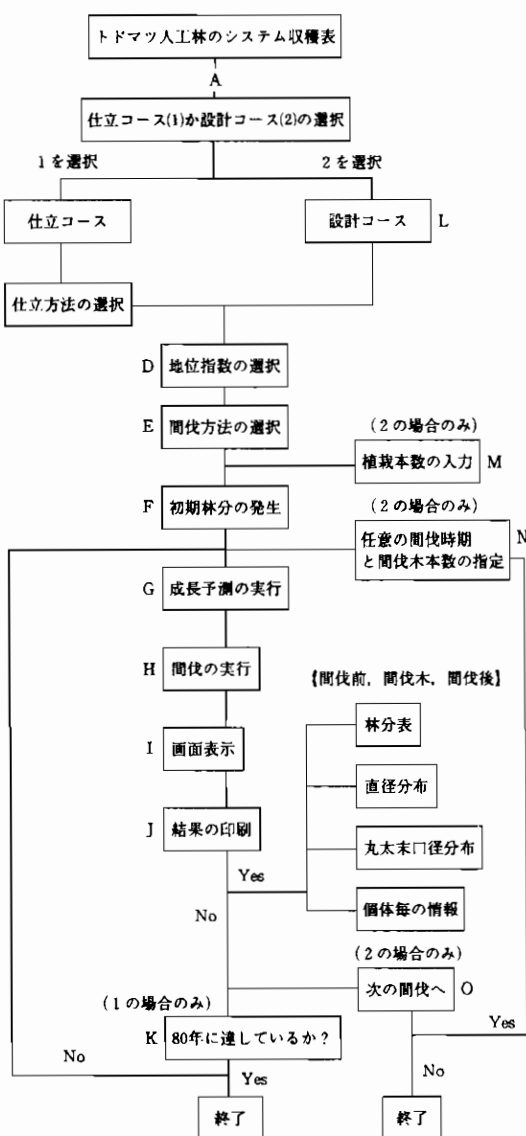 トドマツ人工林のシステム収穫表
A
仕立コース(1)か設計コース(2)の選択
1を選択
2を選択
仕立コース
設計コース
L
仕立方法の選択
D
地位指数の選択
E
間伐方法の選択
(2の場合のみ)
植栽本数の入力
M
F
初期林分の発生
(2の場合のみ)
任意の間伐時期
と間伐木本数の指定
N
G
成長予測の実行
H
間伐の実行
【間伐前，間伐木，間伐後】
林分表
I
画面表示
直径分布
J
結果の印刷
丸太末口径分布
Yes
個体毎の情報
No
(2の場合のみ)
次の間伐へ
O
(1の場合のみ)
K
80年に達しているか？
Yes
No
Yes
No
終了
終了